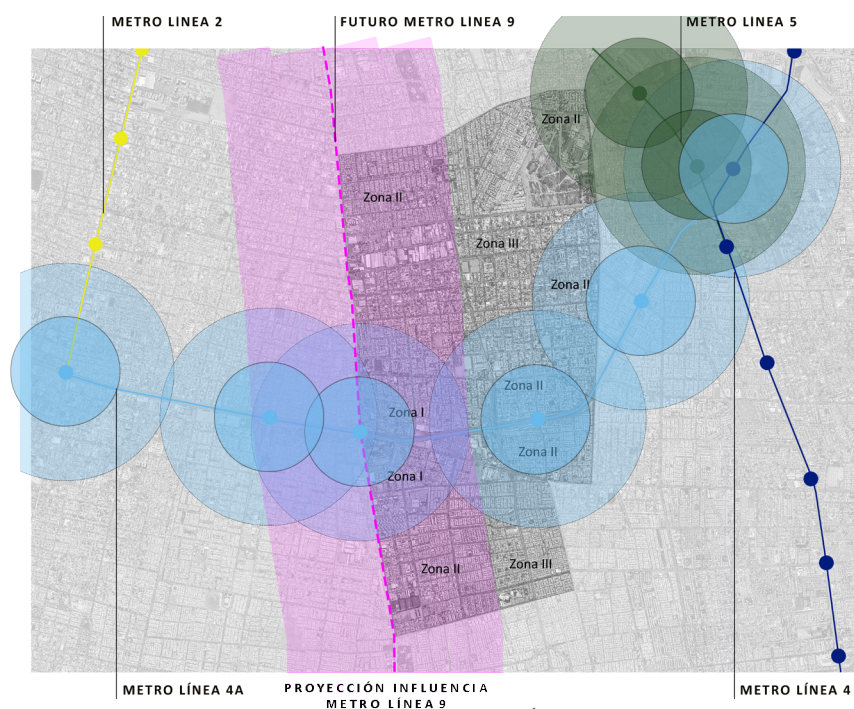 METRO LINEA 2
FUTURO METRO LINEA 9
METRO LINEA 5
Zona II
Zona II
Zona III
Zona II
Zona II
Zona I
Zona II
Zona I
Zona III
Zona II
METRO LÍNEA 4A
PROYECCIÓN INFLUENCIA
METRO LÍNEA 9
METRO LÍNEA 4